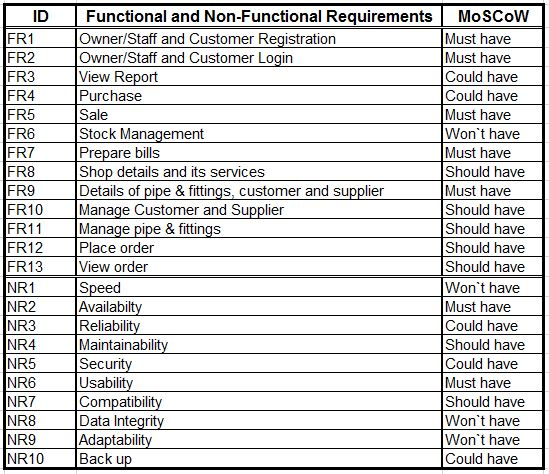 ID Functional and Non-Functional Requirements MoSCoW
FR1 Owner/Staff and Customer Registration Must have
FR2 Owner/Staff and Customer Login Must have
FR3 View Report Could have
FR4 Purchase Could have
FR5 Sale Must have
FR6 Stock Management Won`t have
FR7 Prepare bills Must have
FR8 Shop details and its services Should have
FR9 Details of pipe & fittings, customer and supplier Must have
FR10 Manage Customer and Supplier Should have
FR11 Manage pipe & fittings Should have
FR12 Place order Should have
FR13 View order Should have
NR1 Speed Won`t have
NR2 Availabilty Must have
NR3 Reliability Could have
NR4 Maintainability Should have
NR5 Security Could have
NR6 Usability Must have
NR7 Compatibility Should have
NR8 Data Integrity Won`t have
NR9 Adaptability Won`t have
NR10 Back up Could have